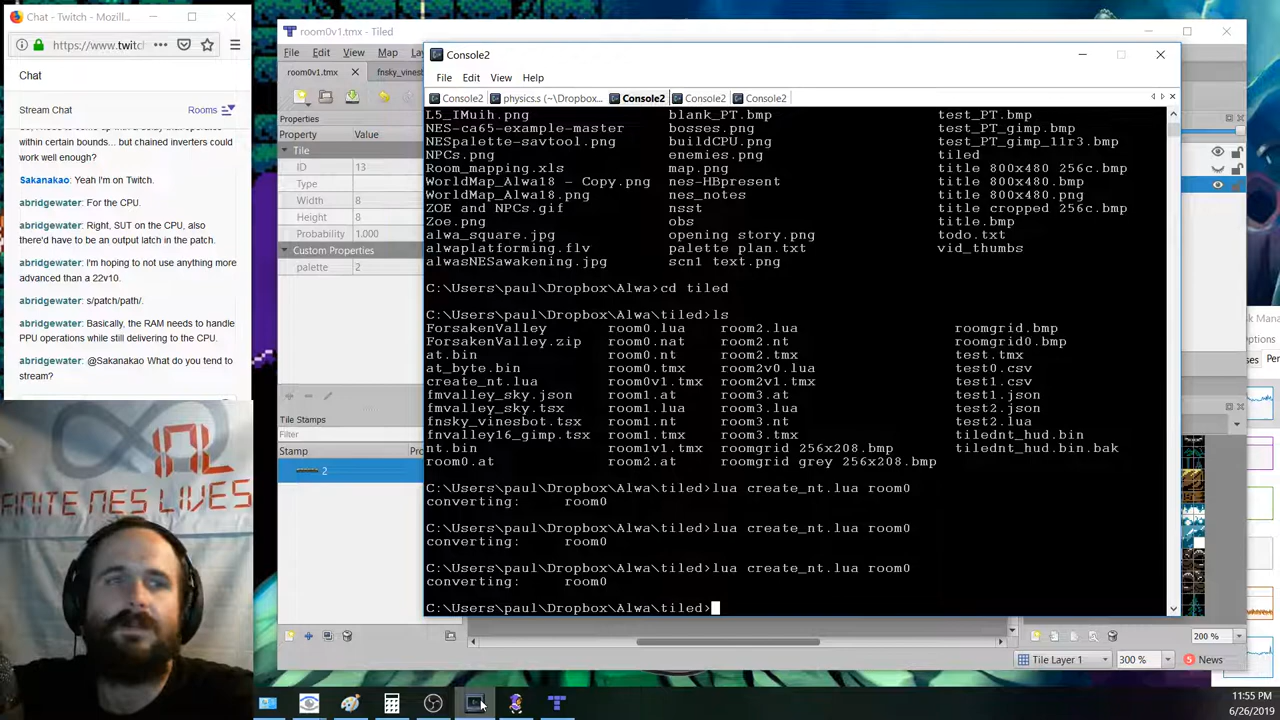 Chat - Twitch - Mozill...
https://www.twitc
Chat
Stream Chat
Rooms
within certain bounds... but chained inverters could
work well enough?
Sakanakao: Yeah I'm on Twitch.
abridgewater: For the CPU.
abridgewater: Right, SUT on the CPU, also
there'd have to be an output latch in the patch.
abridgewater: I'm hoping to not use anything more
advanced than a 22v10.
abridgewater: s/patch/path/.
abridgewater: Basically, the RAM needs to handle
PPU operations while still delivering to the CPU.
abridgewater: @Sakanakao What do you tend to
stream?
FINITE NES LIVES
room0v1.tmx - Tiled
File Edit View Map
room0v1.tmx
fnsky_vinesb
Properties
Property Value
Tile
ID 13
Type
Width 8
Height 8
Probability 1.000
Custom Properties
palette 2
Tile Stamps
Filter
Stamp
2
Console2
File Edit View Help
Console2
physics.s (~\Dropbox...
Console2
Console2
Console2
L5_IMuih.png blank_PT.bmp test_PT.bmp
NES-ca65-example-master bosses.png test_PT_gimp.bmp
NESpalette-savtool.png buildCPU.png test_PT_gimp_11r3.bmp
NPCs.png enemies.png tiled
Room_mapping.xls map.png title 800x480 256c.bmp
WorldMap_Alwa18 - Copy.png nes-HBpresent title 800x480.bmp
WorldMap_Alwa18.png nes_notes title 800x480.png
ZOE and NPCs.gif nsst title cropped 256c.bmp
Zoe.png obs title.bmp
alwa_square.jpg opening story.png todo.txt
alwaplatforming.flv palette plan.txt vid_thumbs
alwasNESawakening.jpg scn1 text.png
C:\Users\paul\Dropbox\Alwa>cd tiled
C:\Users\paul\Dropbox\Alwa\tiled>ls
ForsakenValley room0.lua room2.lua roomgrid.bmp
ForsakenValley.zip room0.nat room2.nt roomgrid0.bmp
at.bin room0.nt room2.tmx test.tmx
at_byte.bin room0.tmx room2v0.lua test0.csv
create_nt.lua room0v1.tmx room2v1.tmx test1.csv
fmvalley_sky.json room1.at room3.at test1.json
fmvalley_sky.tsx room1.lua room3.lua test2.json
fnsky_vinesbot.tsx room1.nt room3.nt test2.lua
fnvalley16_gimp.tsx room1.tmx room3.tmx tilednt_hud.bin
nt.bin room1v1.tmx roomgrid 256x208.bmp tilednt_hud.bin.bak
room0.at room2.at roomgrid grey 256x208.bmp
C:\Users\paul\Dropbox\Alwa\tiled>lua create_nt.lua room0
converting: room0
C:\Users\paul\Dropbox\Alwa\tiled>lua create_nt.lua room0
converting: room0
C:\Users\paul\Dropbox\Alwa\tiled>lua create_nt.lua room0
converting: room0
C:\Users\paul\Dropbox\Alwa\tiled>
200 %
Tile Layer 1
300 %
5 News
sk Mana
ptions
sses Per
11:55 PM
6/26/2019